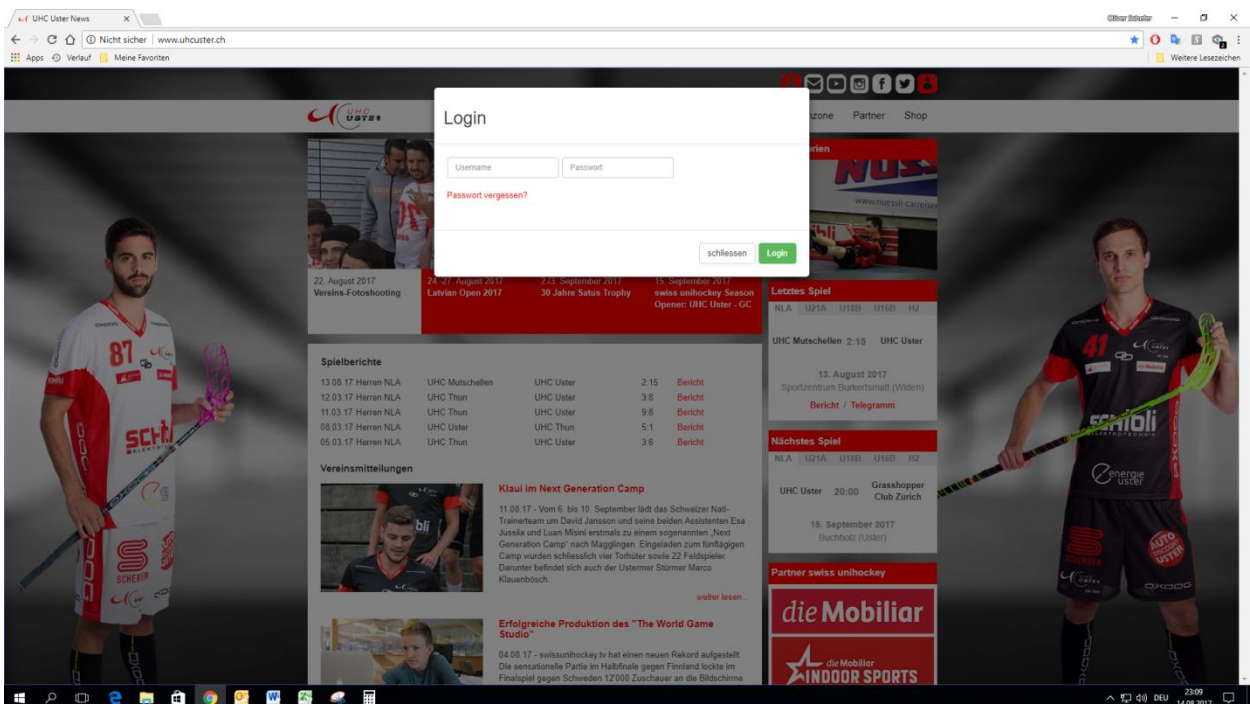 UHC Uster News
Nicht sicher | www.uhcuster.ch
Apps Verlauf Meine Favoriten
Weitere Lesezeichen
UHC
USTER
Partner Shop
Login
Username Passwort
Passwort vergessen?
schliessen Login
www.nuessli-carreisen
22. August 2017
Vereins-Fotoshooting
24.-27. August 2017
Latvian Open 2017
2./3. September 2017
30 Jahre Satus Trophy
15. September 2017
swiss unihockey Season
Opener: UHC Uster - GC
Letztes Spiel
NLA U21A U18B U16B H2
UHC Mutschellen 2:15 UHC Uster
13. August 2017
Sportzentrum Burkertsmatt (Widen)
Bericht / Telegramm
Spielberichte
13.08.17 Herren NLA UHC Mutschellen UHC Uster 2:15 Bericht
12.03.17 Herren NLA UHC Thun UHC Uster 3:8 Bericht
11.03.17 Herren NLA UHC Thun UHC Uster 9:8 Bericht
08.03.17 Herren NLA UHC Uster UHC Thun 5:1 Bericht
05.03.17 Herren NLA UHC Thun UHC Uster 3:6 Bericht
Nächstes Spiel
NLA U21A U18B U16B H2
UHC Uster 20:00 Grasshopper
Club Zürich
15. September 2017
Buchholz (Uster)
Vereinsmitteilungen
Klaui im Next Generation Camp
11.08.17 - Vom 6. bis 10. September lädt das Schweizer Nati-
Trainerteam um David Jansson und seine beiden Assistenten Esa
Jussila und Luan Misini erstmals zu einem sogenannten „Next
Generation Camp" nach Magglingen. Eingeladen zum fünftägigen
Camp wurden schliesslich vier Torhüter sowie 22 Feldspieler.
Darunter befindet sich auch der Ustermer Stürmer Marco
Klauenbösch.
weiter lesen...
Erfolgreiche Produktion des "The World Game
Studio"
04.08.17 - swissunihockey.tv hat einen neuen Rekord aufgestellt.
Die sensationelle Partie im Halbfinale gegen Finnland lockte im
Finalspiel gegen Schweden 12'000 Zuschauer an die Bildschirme.
Partner swiss unihockey
die Mobiliar
die Mobiliar
INDOOR SPORTS
87
SCHERRER
41
schibli
ELEKTROTECHNIK
energie
uster
AUTO
DISCOUNT
USTER
OXDOG
DEU
23:09
14.08.2017